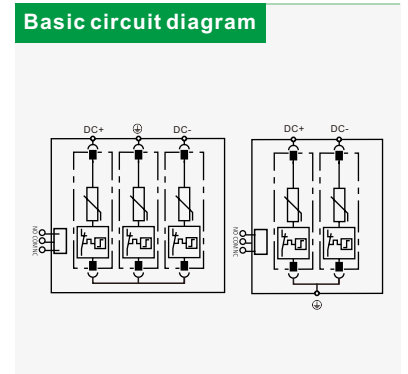 Basic circuit diagram
DC+ DC-
NO COM NC
DC+ DC-
NO COM NC